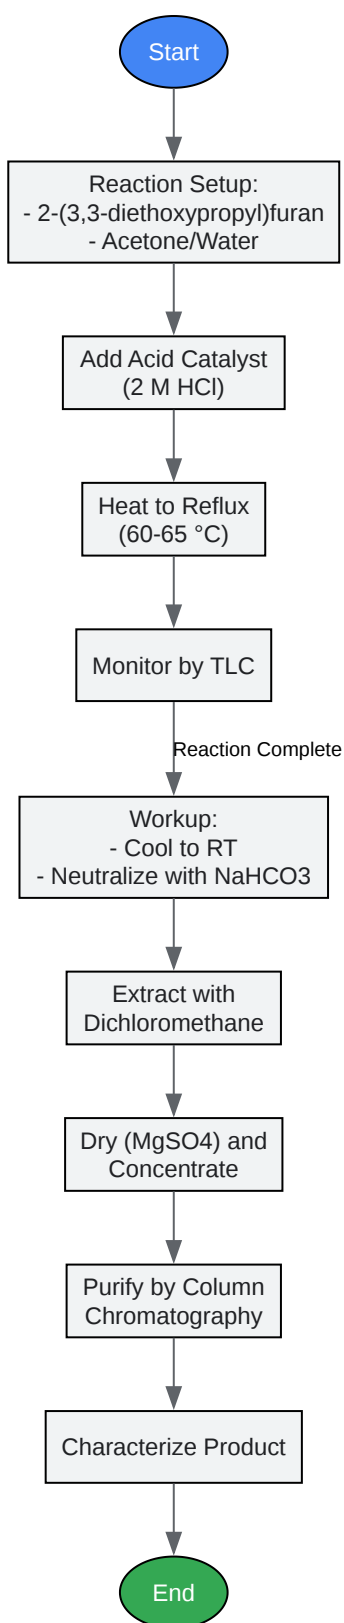 Start
Reaction Setup:
- 2-(3,3-diethoxypropyl)furan
- Acetone/Water
Add Acid Catalyst
(2 M HCl)
Heat to Reflux
(60-65 °C)
Monitor by TLC
Reaction Complete
Workup:
- Cool to RT
- Neutralize with NaHCO3
Extract with
Dichloromethane
Dry (MgSO4) and
Concentrate
Purify by Column
Chromatography
Characterize Product
End